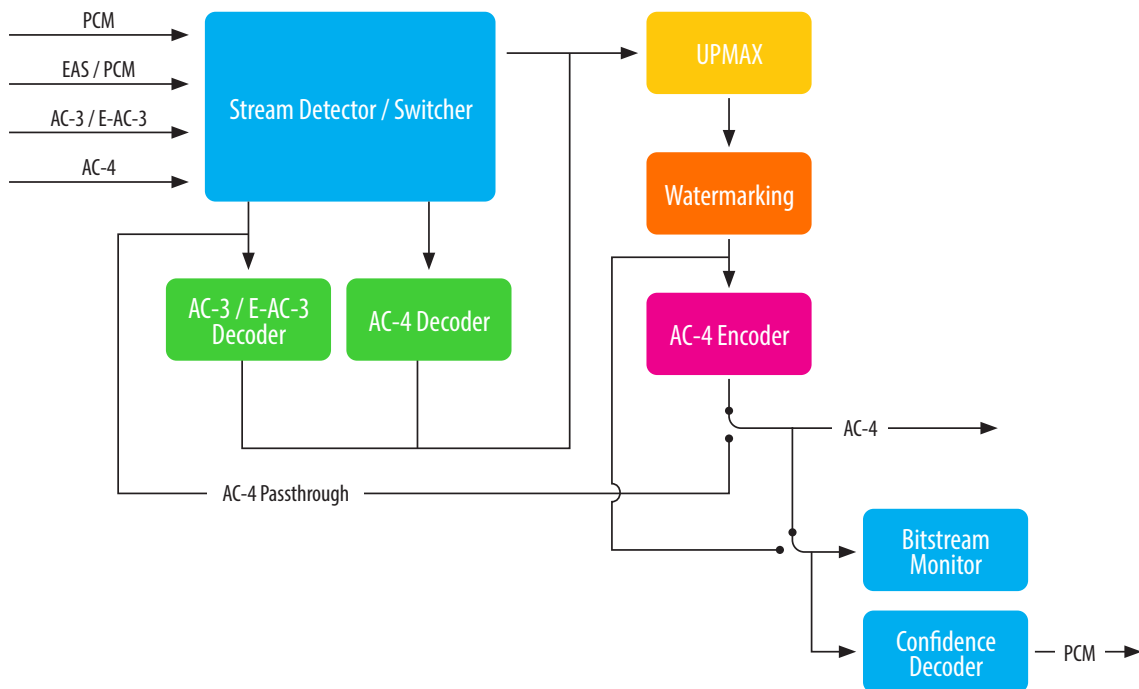 PCM
EAS / PCM
AC-3 / E-AC-3
AC-4
Stream Detector / Switcher
UPMAX
Watermarking
AC-3 / E-AC-3
Decoder
AC-4 Decoder
AC-4 Encoder
AC-4
AC-4 Passthrough
Bitstream
Monitor
Confidence
Decoder
PCM